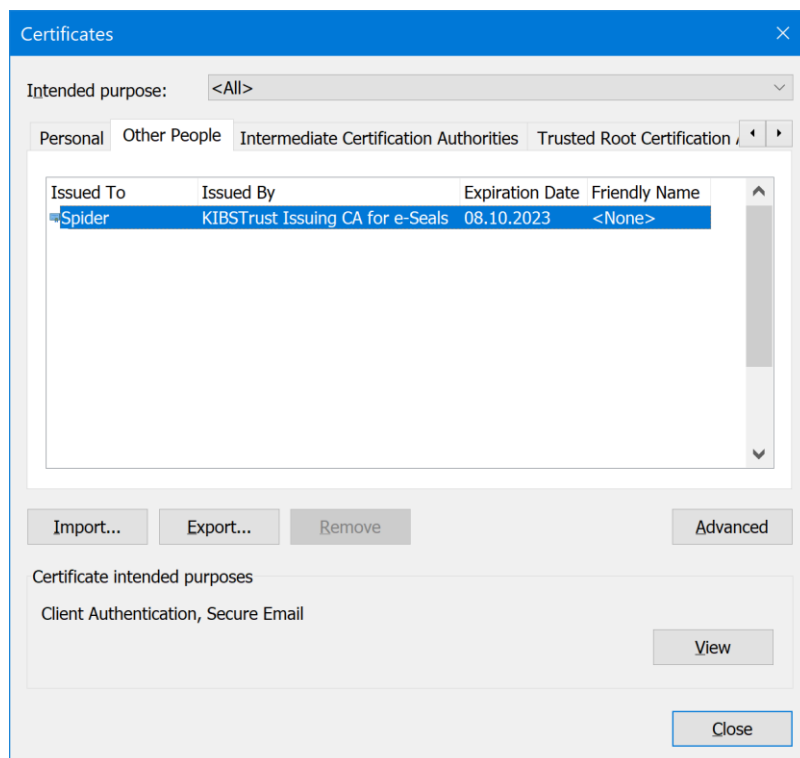 Certificates
Intended purpose: <All>
Personal Other People Intermediate Certification Authorities Trusted Root Certification
Issued To Issued By Expiration Date Friendly Name
Spider KIBSTrust Issuing CA for e-Seals 08.10.2023 <None>
Import... Export... Remove Advanced
Certificate intended purposes
Client Authentication, Secure Email
View
Close